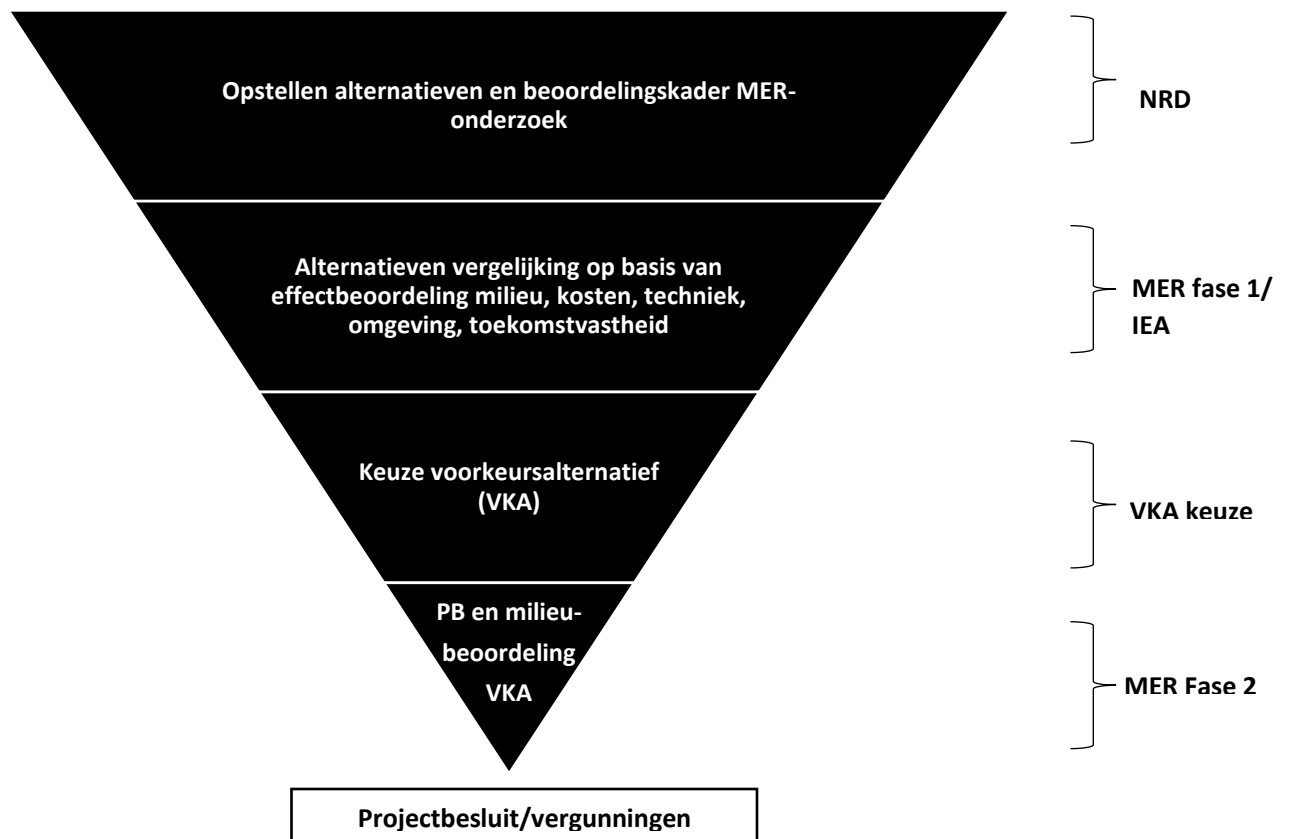 Opstellen alternatieven en beoordelingskader MER-
onderzoek
NRD
Alternatieven vergelijking op basis van
effectbeoordeling milieu, kosten, techniek,
omgeving, toekomstvastheid
MER fase 1/
IEA
Keuze voorkeursalternatief
(VKA)
VKA keuze
PB en milieu-
beoordeling
VKA
MER Fase 2
Projectbesluit/vergunningen